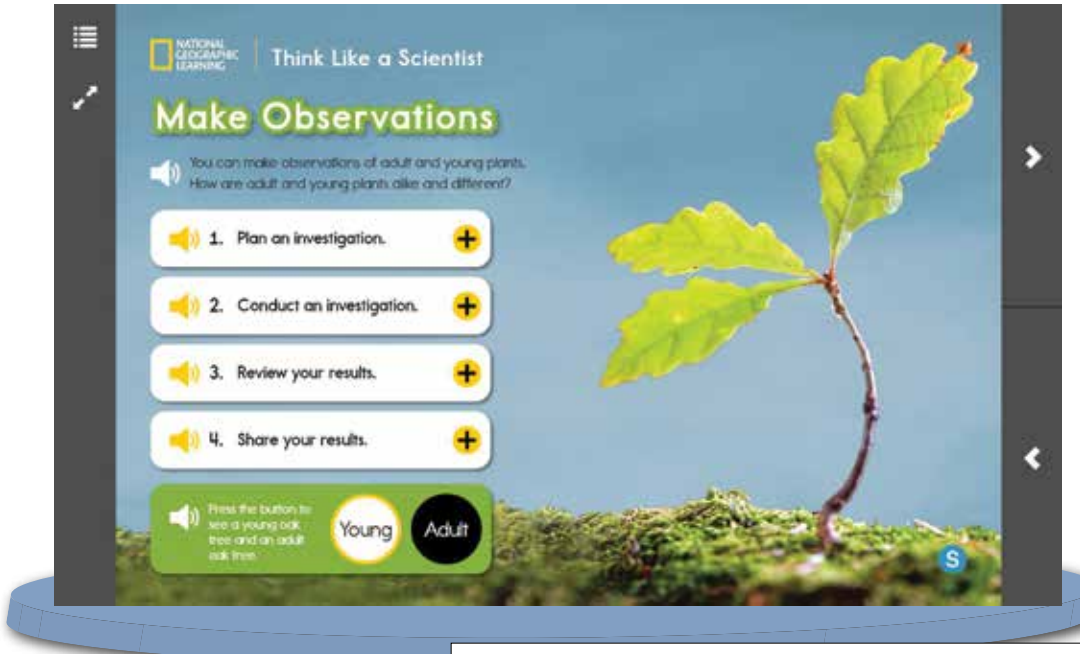 NATIONAL
GEOGRAPHIC
LEARNING
Think Like a Scientist
Make Observations
You can make observations of adult and young plants.
How are adult and young plants alike and different?
1. Plan an investigation.
2. Conduct an investigation.
3. Review your results.
4. Share your results.
Press the button to
see a young oak
tree and an adult
oak tree.
Young
Adult
S